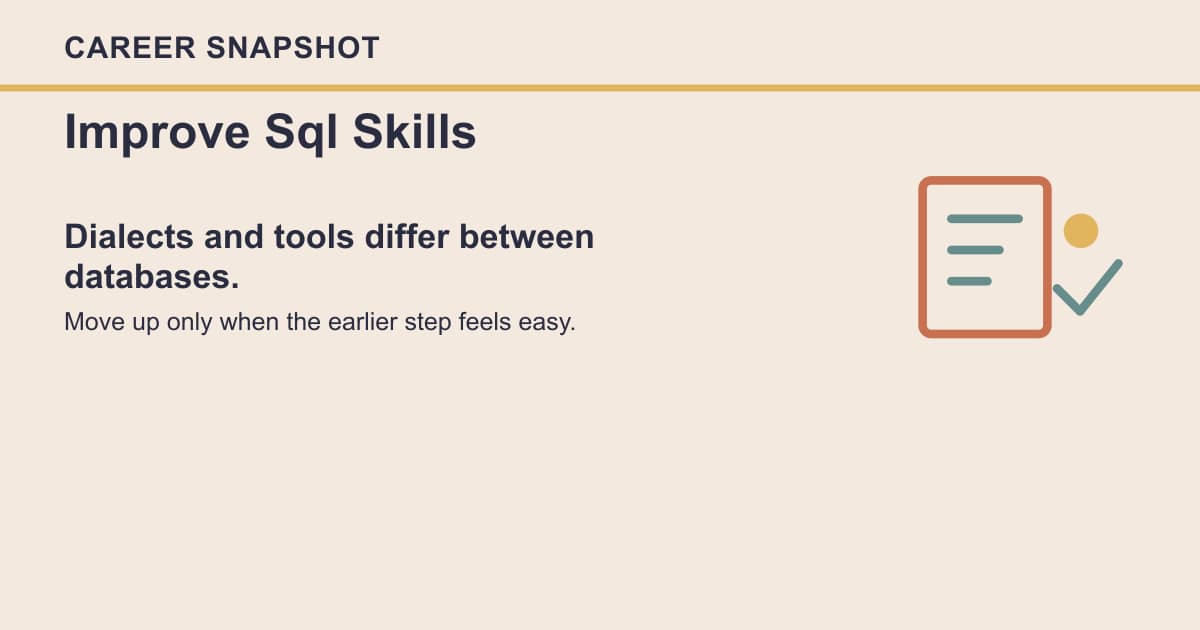 CAREER SNAPSHOT
Improve Sql Skills
Dialects and tools differ between
databases.
Move up only when the earlier step feels easy.